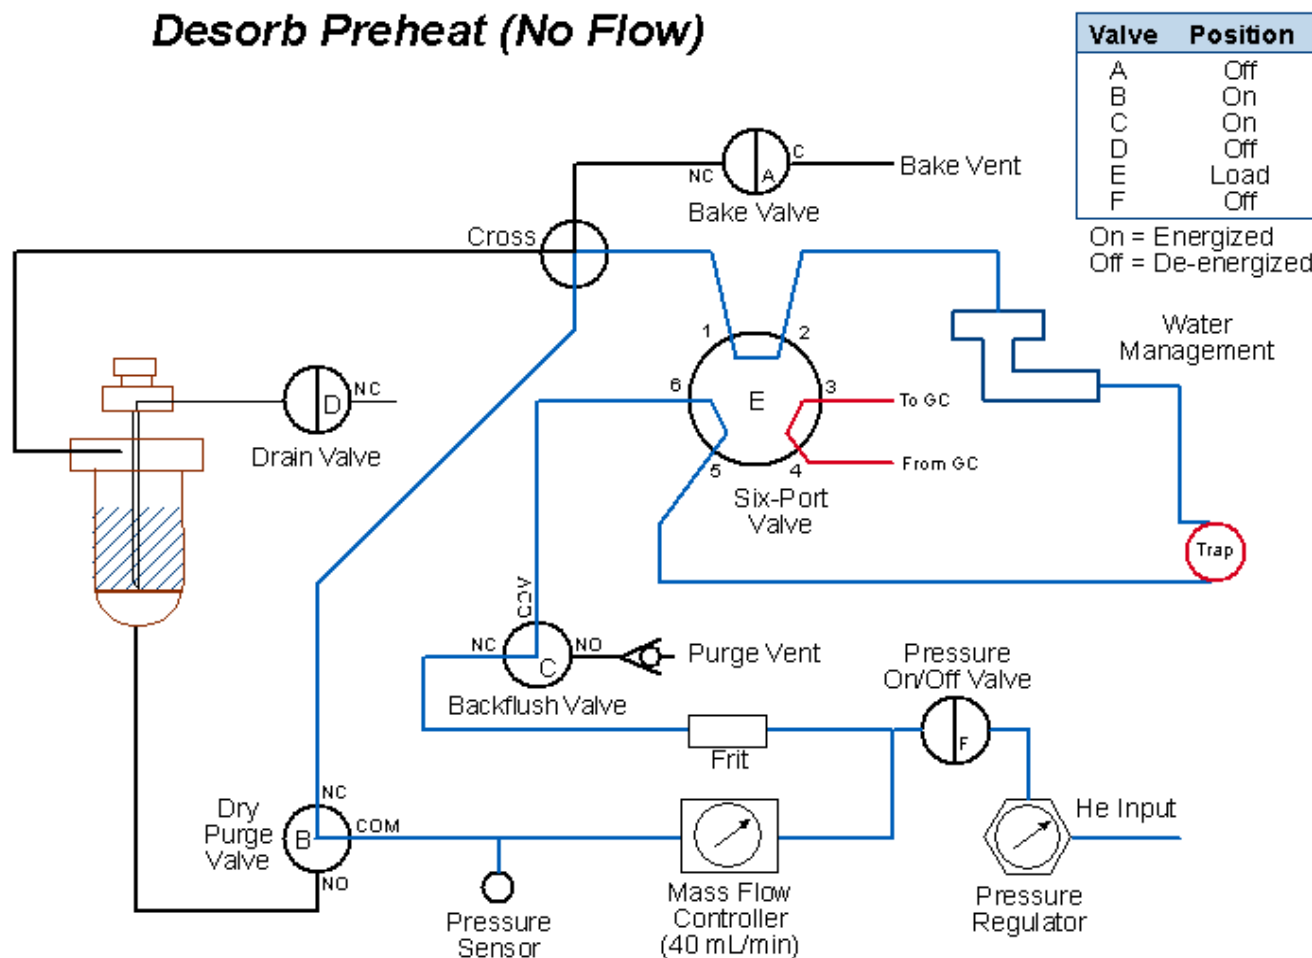 Desorb Preheat (No Flow)
Valve Position
A Off
B On
C On
D Off
E Load
F Off
On = Energized
Off = De-energized
NC
A
C
Bake Vent
Bake Valve
Cross
1
2
Water
Management
6
E
3
To GC
5
4
From GC
Six-Port
Valve
D
NC
Drain Valve
Trap
NC
NO
C
Purge Vent
Backflush Valve
Pressure
On/Off Valve
F
Frit
Dry
Purge
Valve
NC
B
COM
NO
He Input
Pressure
Sensor
Mass Flow
Controller
(40 mL/min)
Pressure
Regulator